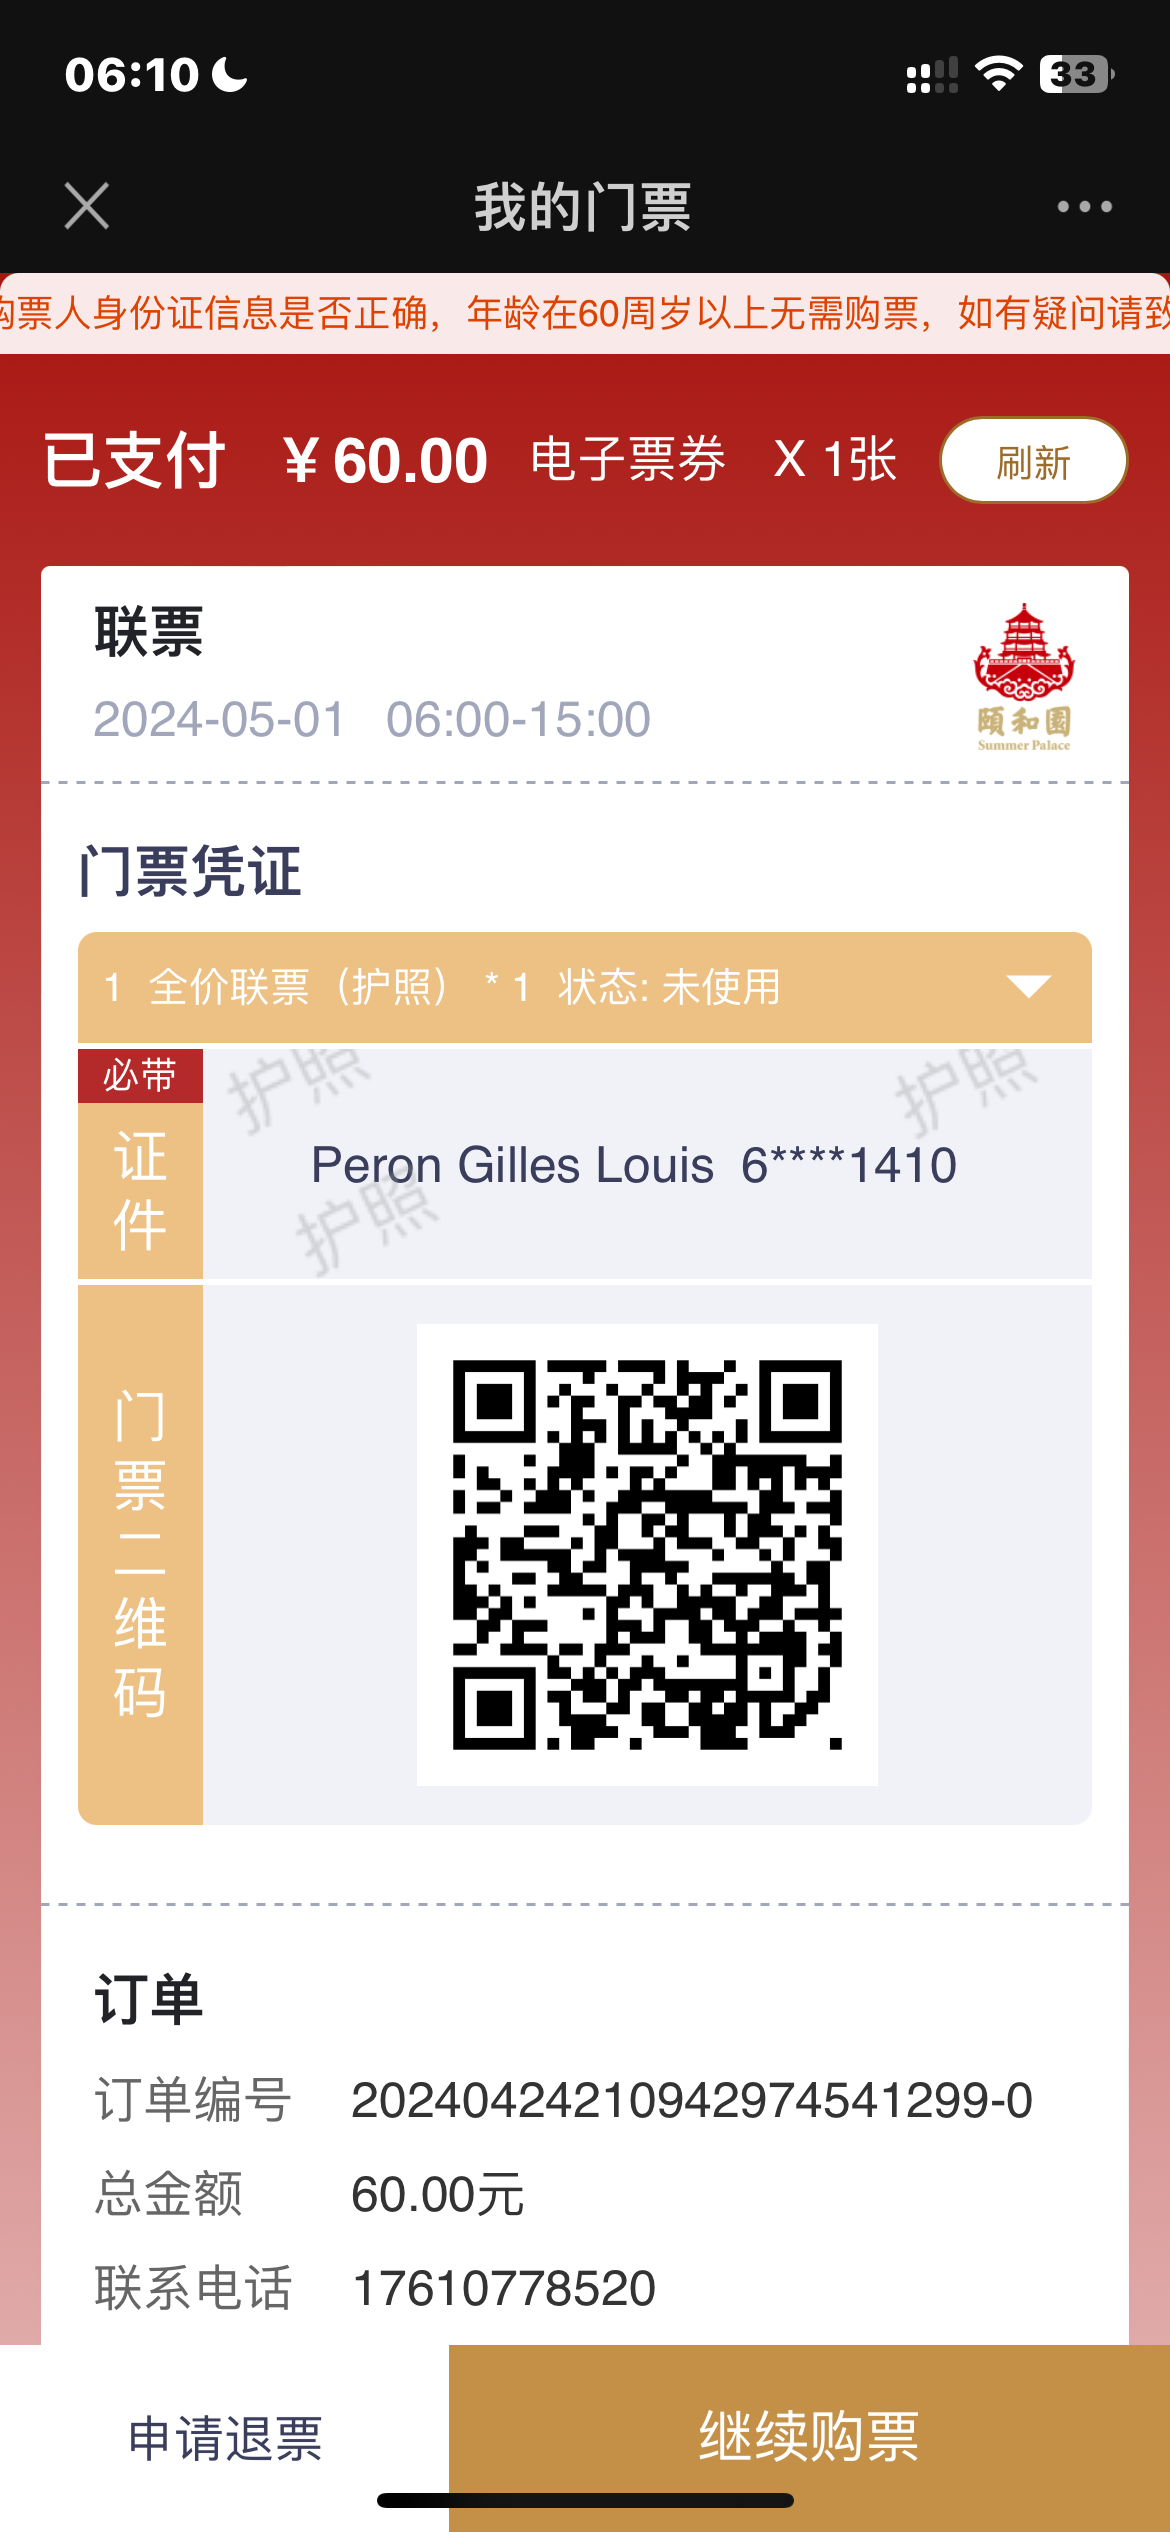 06:10
33
我的门票
购票人身份证信息是否正确，年龄在60周岁以上无需购票，如有疑问请致
已支付 ¥60.00 电子票券 X 1张 刷新
联票
2024-05-01 06:00-15:00
頤和園
Summer Palace
门票凭证
1 全价联票（护照） * 1 状态: 未使用
必带
证件
护照
护照
Peron Gilles Louis 6****1410
护照
门票二维码
订单
订单编号 20240424210942974541299-0
总金额 60.00元
联系电话 17610778520
申请退票 继续购票